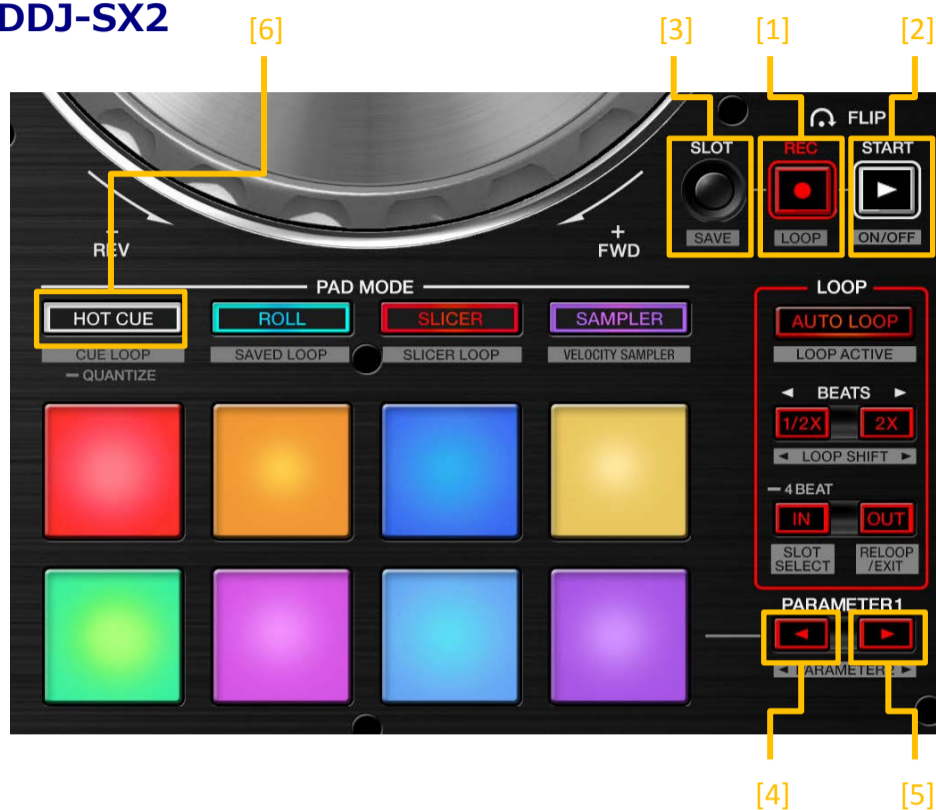 DDJ-SX2
[6]
[3]
[1]
[2]
FLIP
SLOT
REC
START
SAVE
LOOP
ON/OFF
−
REV
+
FWD
PAD MODE
HOT CUE
ROLL
SLICER
SAMPLER
CUE LOOP
SAVED LOOP
SLICER LOOP
VELOCITY SAMPLER
— QUANTIZE
LOOP
AUTO LOOP
LOOP ACTIVE
◄ BEATS ►
1/2X
2X
◄ LOOP SHIFT ►
— 4 BEAT
IN
OUT
SLOT
SELECT
RELOOP
/EXIT
PARAMETER1
◄ PARAMETER2 ►
[4]
[5]